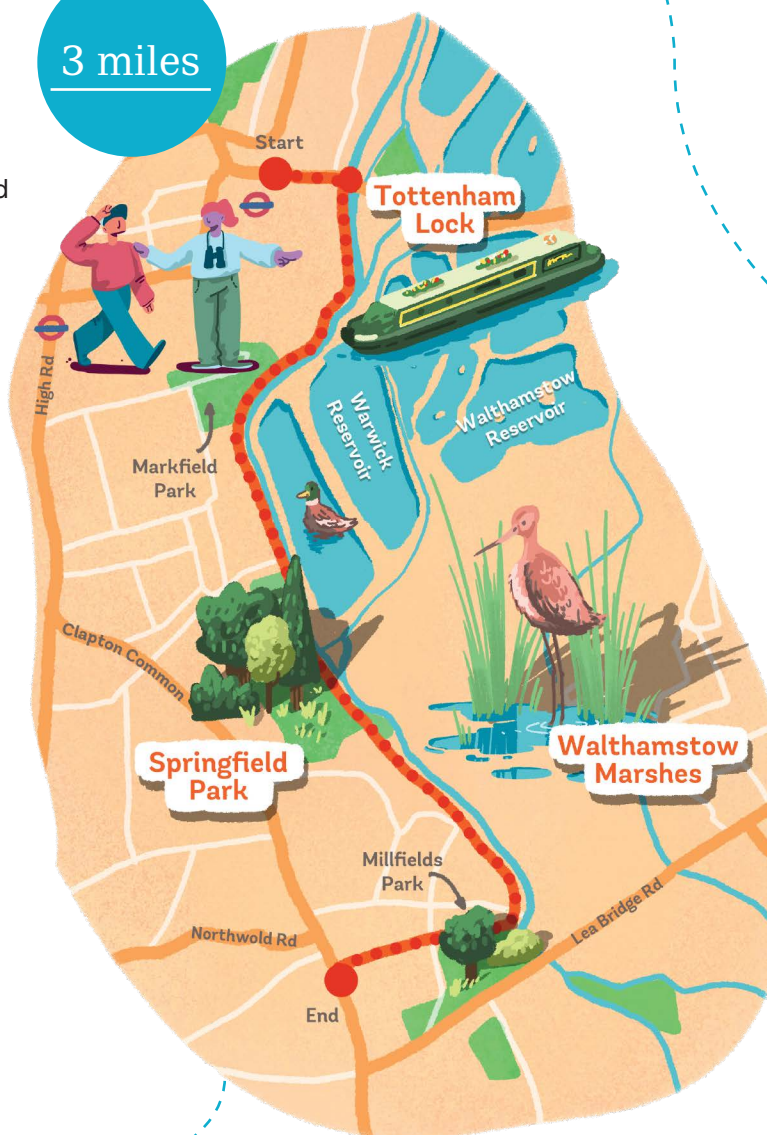 3 miles
d
Start
Tottenham
Lock
High Rd
Warwick
Reservoir
Walthamstow
Reservoir
Markfield
Park
Clapton Common
Springfield
Park
Walthamstow
Marshes
Millfields
Park
Lea Bridge Rd
Northwold Rd
End